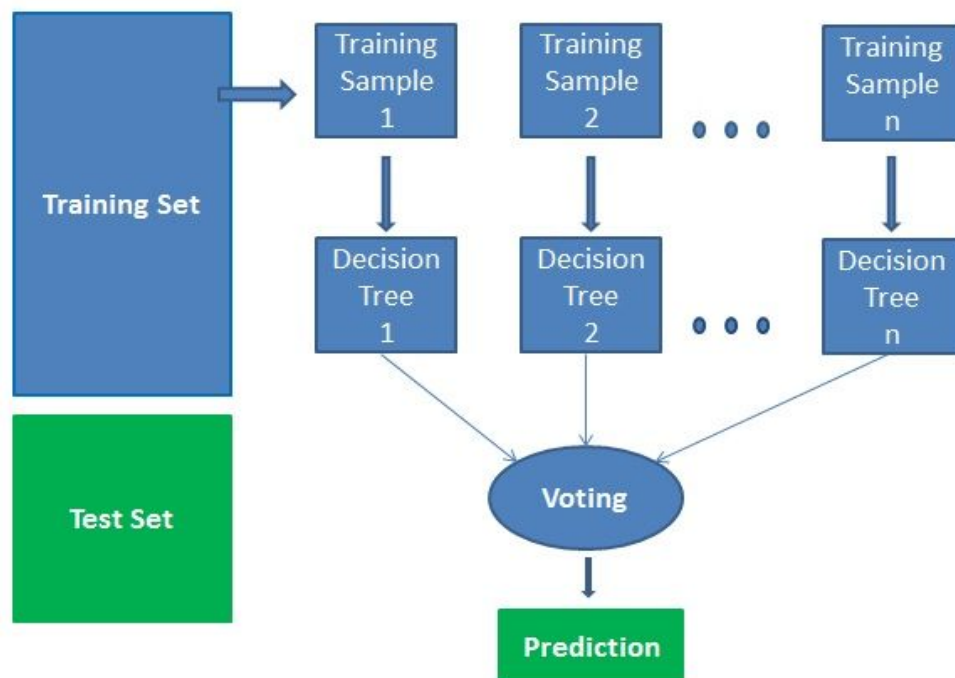 Training Set
Training
Sample
1
Training
Sample
2
Training
Sample
n
Decision
Tree
1
Decision
Tree
2
Decision
Tree
n
Test Set
Voting
Prediction